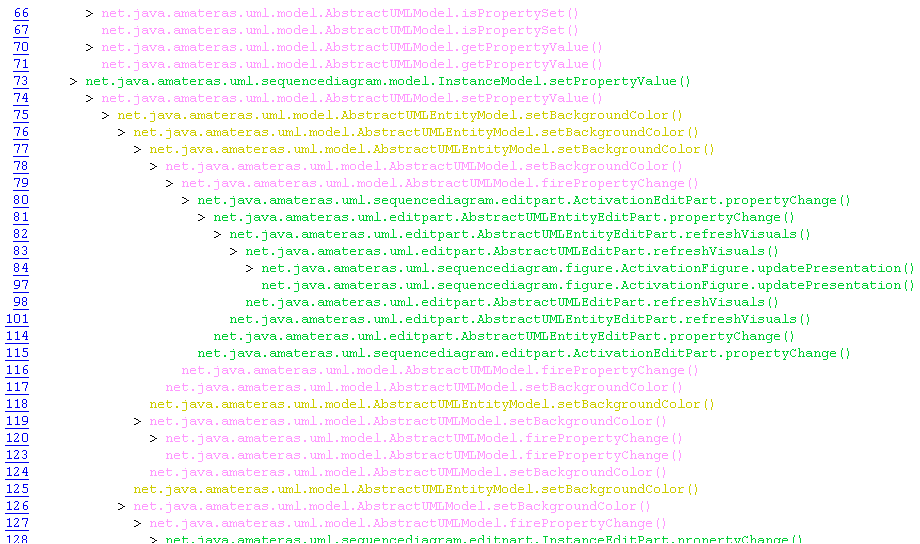 66 > net.java.amateras.uml.model.AbstractUMLModel.isPropertySet()
67 net.java.amateras.uml.model.AbstractUMLModel.isPropertySet()
70 > net.java.amateras.uml.model.AbstractUMLModel.getPropertyValue()
71 net.java.amateras.uml.model.AbstractUMLModel.getPropertyValue()
73 > net.java.amateras.uml.sequencediagram.model.InstanceModel.setPropertyValue()
74 > net.java.amateras.uml.model.AbstractUMLModel.setPropertyValue()
75 > net.java.amateras.uml.model.AbstractUMLEntityModel.setBackgroundColor()
76 > net.java.amateras.uml.model.AbstractUMLEntityModel.setBackgroundColor()
77 > net.java.amateras.uml.model.AbstractUMLEntityModel.setBackgroundColor()
78 > net.java.amateras.uml.model.AbstractUMLModel.setBackgroundColor()
79 > net.java.amateras.uml.model.AbstractUMLModel.firePropertyChange()
80 > net.java.amateras.uml.sequencediagram.editpart.ActivationEditPart.propertyChange()
81 > net.java.amateras.uml.editpart.AbstractUMLEntityEditPart.propertyChange()
82 > net.java.amateras.uml.editpart.AbstractUMLEntityEditPart.refreshVisuals()
83 > net.java.amateras.uml.editpart.AbstractUMLEditPart.refreshVisuals()
84 > net.java.amateras.uml.sequencediagram.figure.ActivationFigure.updatePresentation()
97 net.java.amateras.uml.sequencediagram.figure.ActivationFigure.updatePresentation()
98 net.java.amateras.uml.editpart.AbstractUMLEditPart.refreshVisuals()
101 net.java.amateras.uml.editpart.AbstractUMLEntityEditPart.refreshVisuals()
114 net.java.amateras.uml.editpart.AbstractUMLEntityEditPart.propertyChange()
115 net.java.amateras.uml.sequencediagram.editpart.ActivationEditPart.propertyChange()
116 net.java.amateras.uml.model.AbstractUMLModel.firePropertyChange()
117 net.java.amateras.uml.model.AbstractUMLModel.setBackgroundColor()
118 net.java.amateras.uml.model.AbstractUMLEntityModel.setBackgroundColor()
119 > net.java.amateras.uml.model.AbstractUMLModel.setBackgroundColor()
120 > net.java.amateras.uml.model.AbstractUMLModel.firePropertyChange()
123 net.java.amateras.uml.model.AbstractUMLModel.firePropertyChange()
124 net.java.amateras.uml.model.AbstractUMLModel.setBackgroundColor()
125 net.java.amateras.uml.model.AbstractUMLEntityModel.setBackgroundColor()
126 > net.java.amateras.uml.model.AbstractUMLModel.setBackgroundColor()
127 > net.java.amateras.uml.model.AbstractUMLModel.firePropertyChange()
128 > net.java.amateras.uml.sequencediagram.editpart.InstanceEditPart.propertyChange()